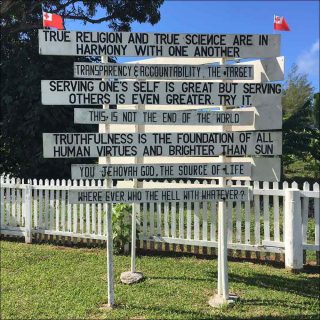 TRUE RELIGION AND TRUE SCIENCE ARE IN
HARMONY WITH ONE ANOTHER
TRANSPARENCY & ACCOUNTABILITY, THE TARGET
SERVING ONE'S SELF IS GREAT BUT SERVING
OTHERS IS EVEN GREATER. TRY IT.
THIS IS NOT THE END OF THE WORLD
TRUTHFULNESS IS THE FOUNDATION OF ALL
HUMAN VIRTUES AND BRIGHTER THAN SUN
YOU JEHOVAH GOD, THE SOURCE OF LIFE
WHERE EVER WHO THE HELL WITH WHATEVER?